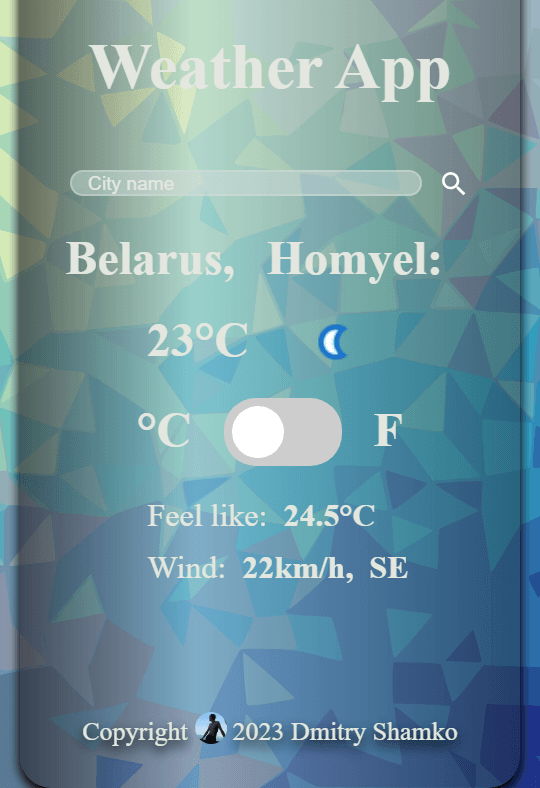 Weather App
City name
Belarus, Homyel:
23°C
°C F
Feel like: 24.5°C
Wind: 22km/h, SE
Copyright 2023 Dmitry Shamko